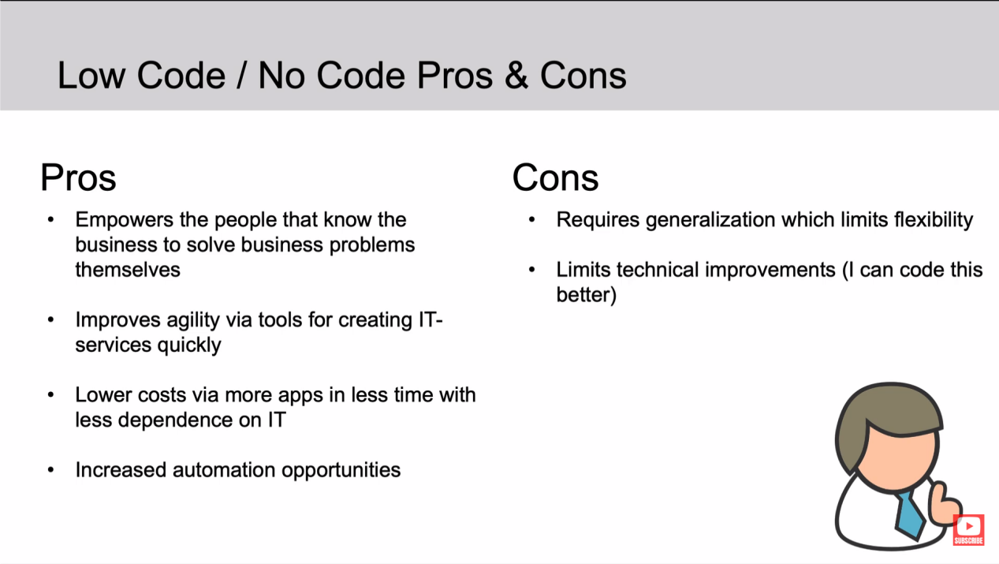 Low Code / No Code Pros & Cons
Pros
• Empowers the people that know the
business to solve business problems
themselves
• Improves agility via tools for creating IT-
services quickly
• Lower costs via more apps in less time with
less dependence on IT
• Increased automation opportunities
Cons
• Requires generalization which limits flexibility
• Limits technical improvements (I can code this
better)
SUBSCRIBE